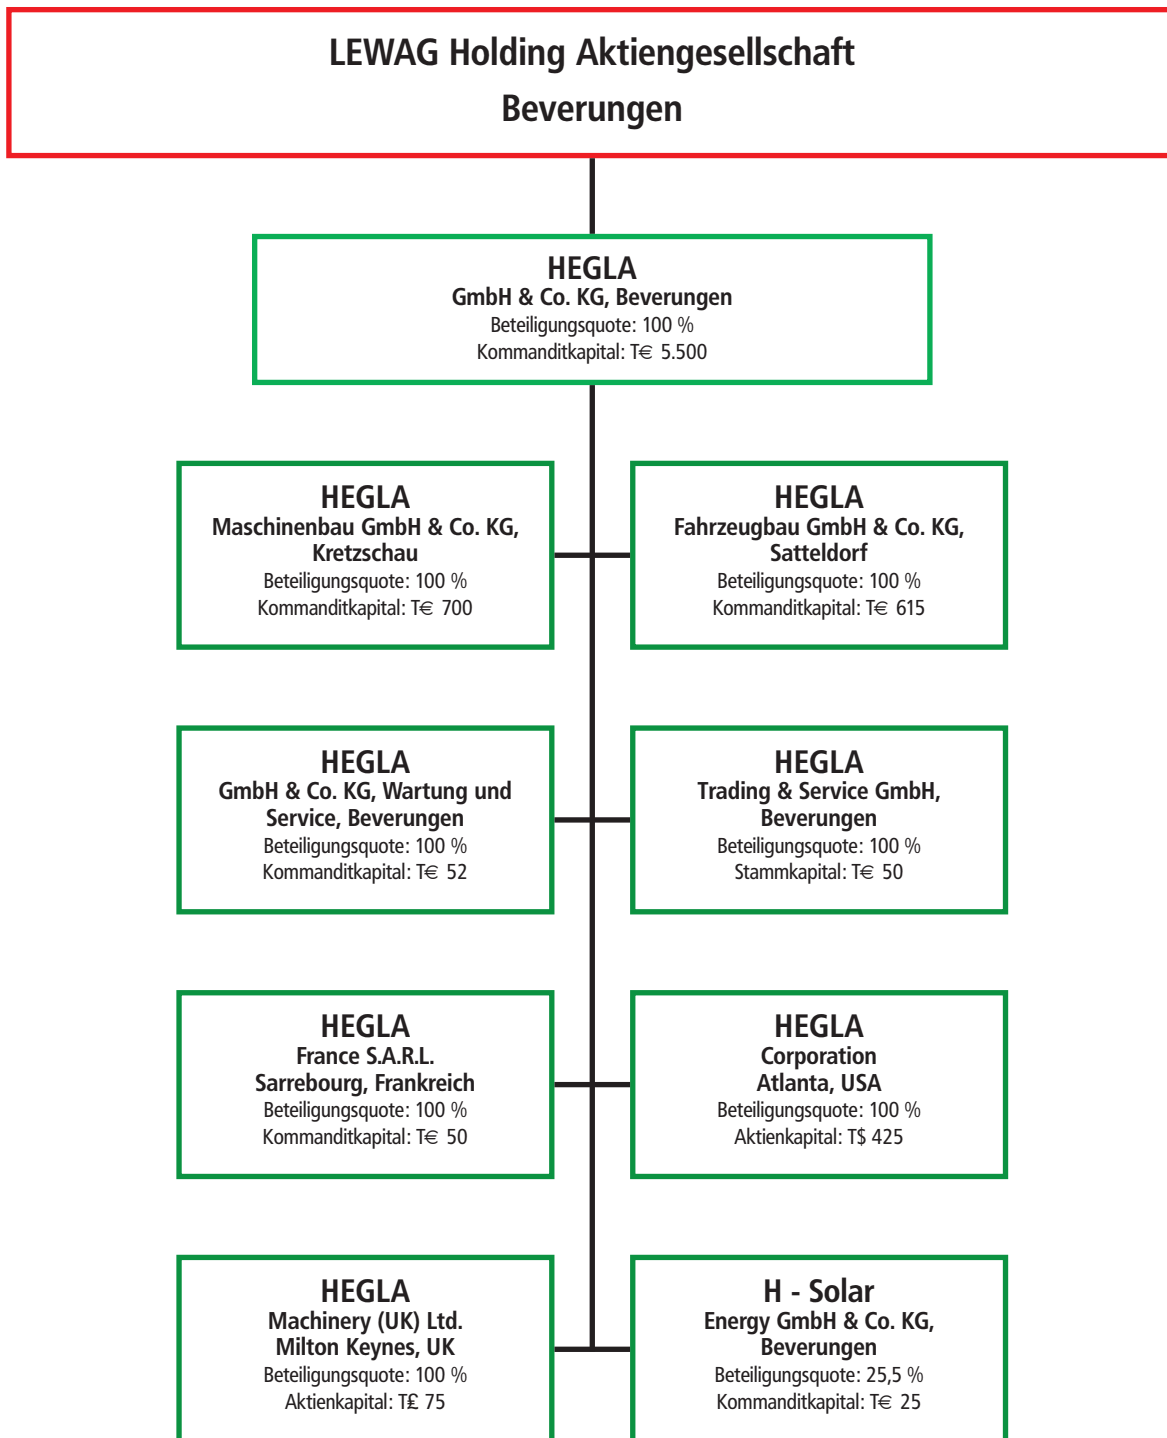 LEWAG Holding Aktiengesellschaft
Beverungen
HEGLA
GmbH & Co. KG, Beverungen
Beteiligungsquote: 100 %
Kommanditkapital: T€ 5.500
HEGLA
Maschinenbau GmbH & Co. KG,
Kretzschau
Beteiligungsquote: 100 %
Kommanditkapital: T€ 700
HEGLA
Fahrzeugbau GmbH & Co. KG,
Satteldorf
Beteiligungsquote: 100 %
Kommanditkapital: T€ 615
HEGLA
GmbH & Co. KG, Wartung und
Service, Beverungen
Beteiligungsquote: 100 %
Kommanditkapital: T€ 52
HEGLA
Trading & Service GmbH,
Beverungen
Beteiligungsquote: 100 %
Stammkapital: T€ 50
HEGLA
France S.A.R.L.
Sarrebourg, Frankreich
Beteiligungsquote: 100 %
Kommanditkapital: T€ 50
HEGLA
Corporation
Atlanta, USA
Beteiligungsquote: 100 %
Aktienkapital: T$ 425
HEGLA
Machinery (UK) Ltd.
Milton Keynes, UK
Beteiligungsquote: 100 %
Aktienkapital: T₤ 75
H - Solar
Energy GmbH & Co. KG,
Beverungen
Beteiligungsquote: 25,5 %
Kommanditkapital: T€ 25